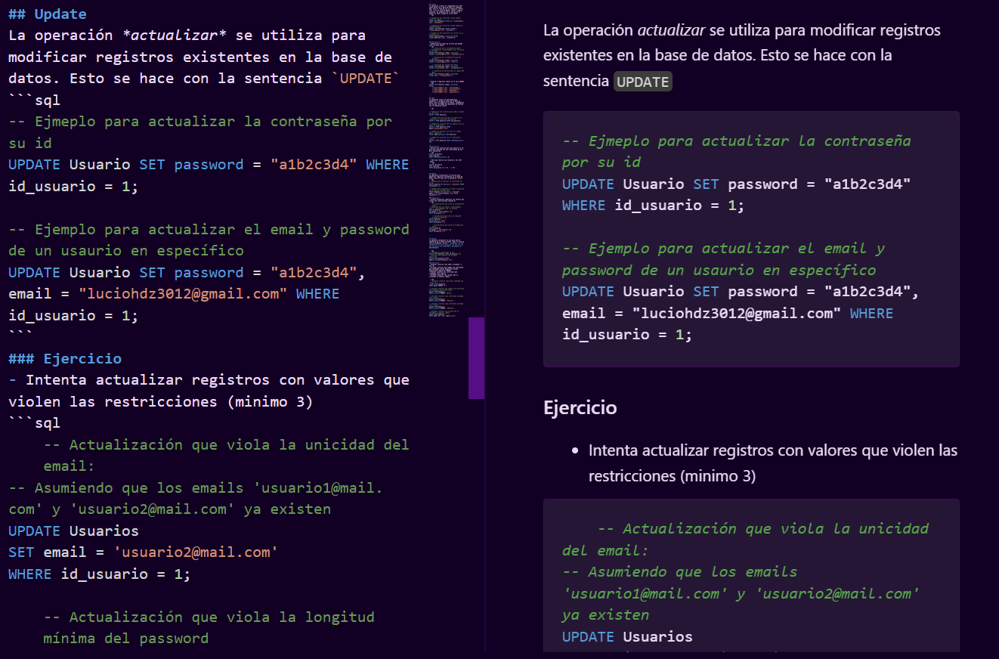 ## Update
La operación *actualizar* se utiliza para
modificar registros existentes en la base de
datos. Esto se hace con la sentencia `UPDATE`
```sql
-- Ejmeplo para actualizar la contraseña por
su id
UPDATE Usuario SET password = "a1b2c3d4" WHERE
id_usuario = 1;
-- Ejemplo para actualizar el email y password
de un usaurio en específico
UPDATE Usuario SET password = "a1b2c3d4",
email = "luciohdz3012@gmail.com" WHERE
id_usuario = 1;
```
### Ejercicio
- Intenta actualizar registros con valores que
violen las restricciones (minimo 3)
```sql
-- Actualización que viola la unicidad del
email:
-- Asumiendo que los emails 'usuario1@mail.
com' y 'usuario2@mail.com' ya existen
UPDATE Usuarios
SET email = 'usuario2@mail.com'
WHERE id_usuario = 1;
-- Actualización que viola la longitud
mínima del password
La operación actualizar se utiliza para modificar registros
existentes en la base de datos. Esto se hace con la
sentencia UPDATE
-- Ejmeplo para actualizar la contraseña
por su id
UPDATE Usuario SET password = "a1b2c3d4"
WHERE id_usuario = 1;
-- Ejemplo para actualizar el email y
password de un usaurio en específico
UPDATE Usuario SET password = "a1b2c3d4",
email = "luciohdz3012@gmail.com" WHERE
id_usuario = 1;
Ejercicio
• Intenta actualizar registros con valores que violen las
restricciones (minimo 3)
-- Actualización que viola la unicidad
del email:
-- Asumiendo que los emails
'usuario1@mail.com' y 'usuario2@mail.com'
ya existen
UPDATE Usuarios